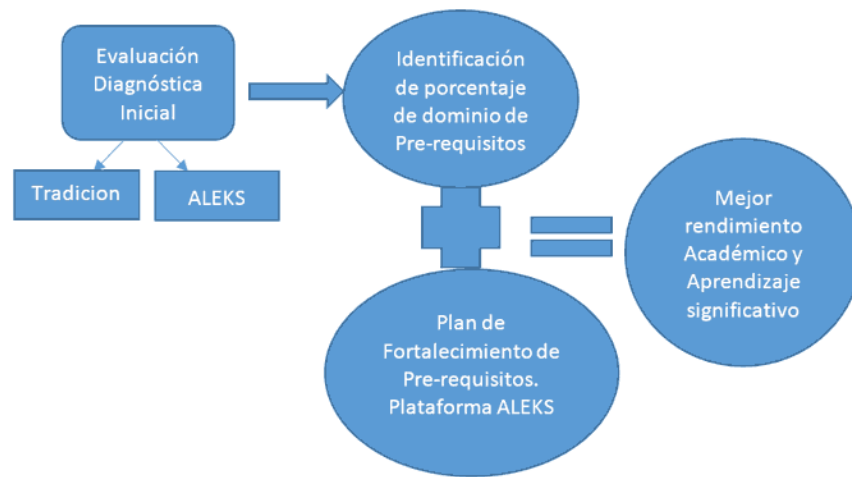 Evaluación
Diagnóstica
Inicial
Tradicion
ALEKS
Identificación
de porcentaje
de dominio de
Pre-requisitos
Plan de
Fortalecimiento de
Pre-requisitos.
Plataforma ALEKS
Mejor
rendimiento
Académico y
Aprendizaje
significativo